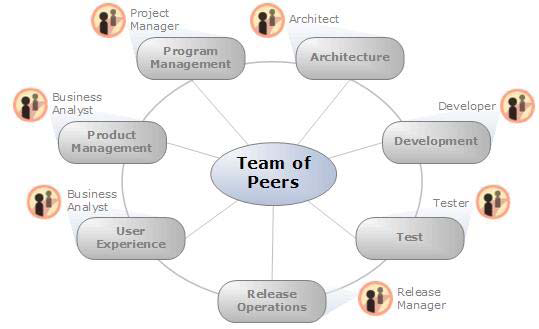 Project
Manager
Program
Management
Architect
Architecture
Business
Analyst
Product
Management
Developer
Development
Team of
Peers
Business
Analyst
User
Experience
Tester
Test
Release
Operations
Release
Manager